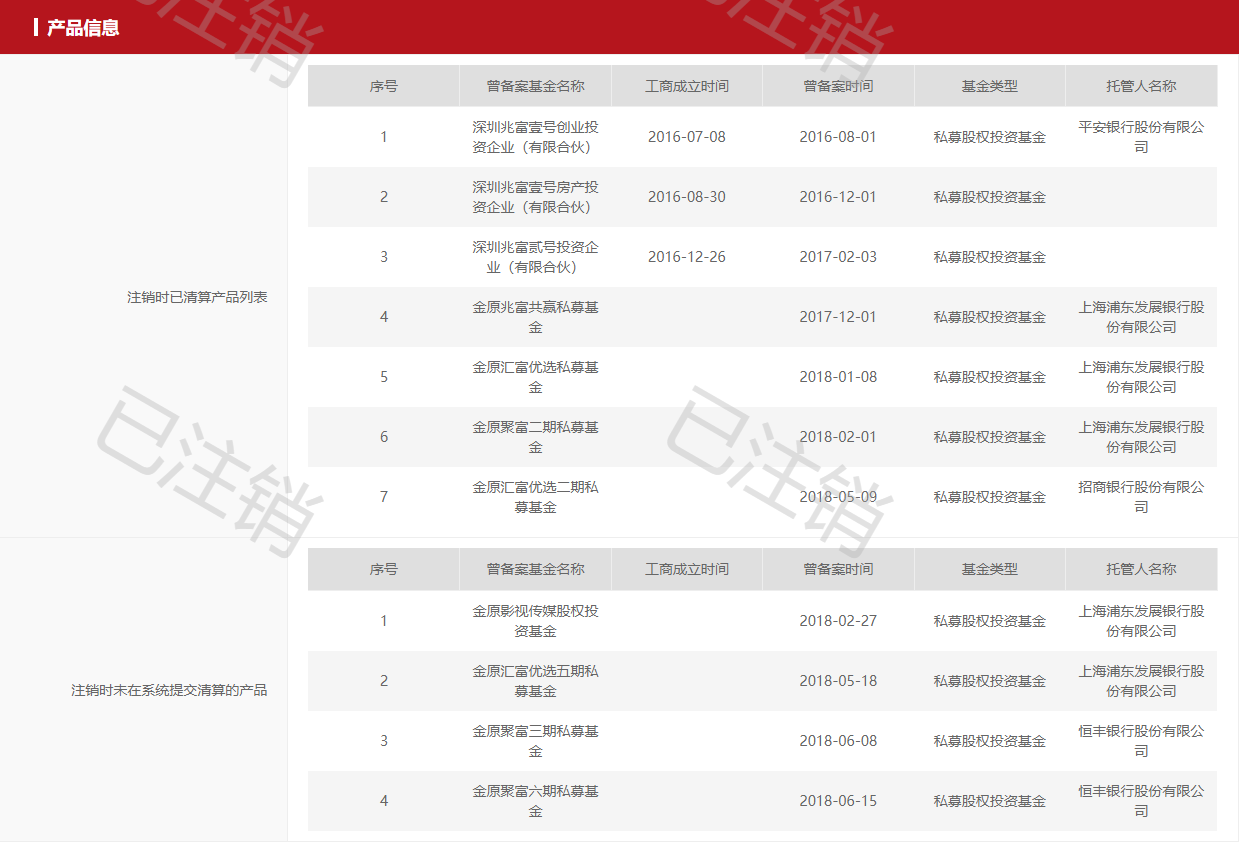 产品信息
序号 曾备案基金名称 工商成立时间 曾备案时间 基金类型 托管人名称
注销时已清算产品列表
1 深圳兆富壹号创业投资企业（有限合伙） 2016-07-08 2016-08-01 私募股权投资基金 平安银行股份有限公司
2 深圳兆富壹号房产投资企业（有限合伙） 2016-08-30 2016-12-01 私募股权投资基金
3 深圳兆富贰号投资企业（有限合伙） 2016-12-26 2017-02-03 私募股权投资基金
4 金原兆富共赢私募基金 2017-12-01 私募股权投资基金 上海浦东发展银行股份有限公司
5 金原汇富优选私募基金 2018-01-08 私募股权投资基金 上海浦东发展银行股份有限公司
6 金原聚富二期私募基金 2018-02-01 私募股权投资基金 上海浦东发展银行股份有限公司
7 金原汇富优选二期私募基金 2018-05-09 私募股权投资基金 招商银行股份有限公司
序号 曾备案基金名称 工商成立时间 曾备案时间 基金类型 托管人名称
注销时未在系统提交清算的产品
1 金原影视传媒股权投资基金 2018-02-27 私募股权投资基金 上海浦东发展银行股份有限公司
2 金原汇富优选五期私募基金 2018-05-18 私募股权投资基金 上海浦东发展银行股份有限公司
3 金原聚富三期私募基金 2018-06-08 私募股权投资基金 恒丰银行股份有限公司
4 金原聚富六期私募基金 2018-06-15 私募股权投资基金 恒丰银行股份有限公司
已注销
已注销
已注销
已注销